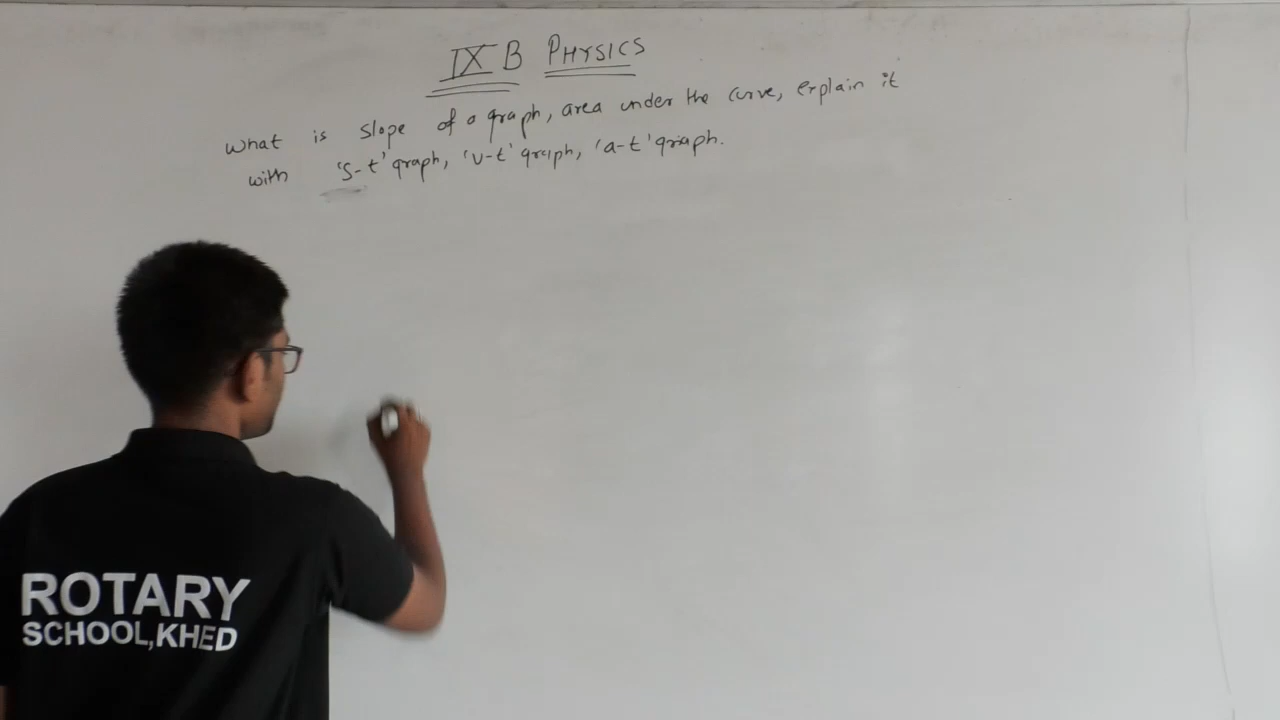 IX B PHYSICS
What is slope of a graph, area under the curve, explain it
with 's-t' graph, 'v-t' graph, 'a-t' graph.
ROTARY
SCHOOL,KHED